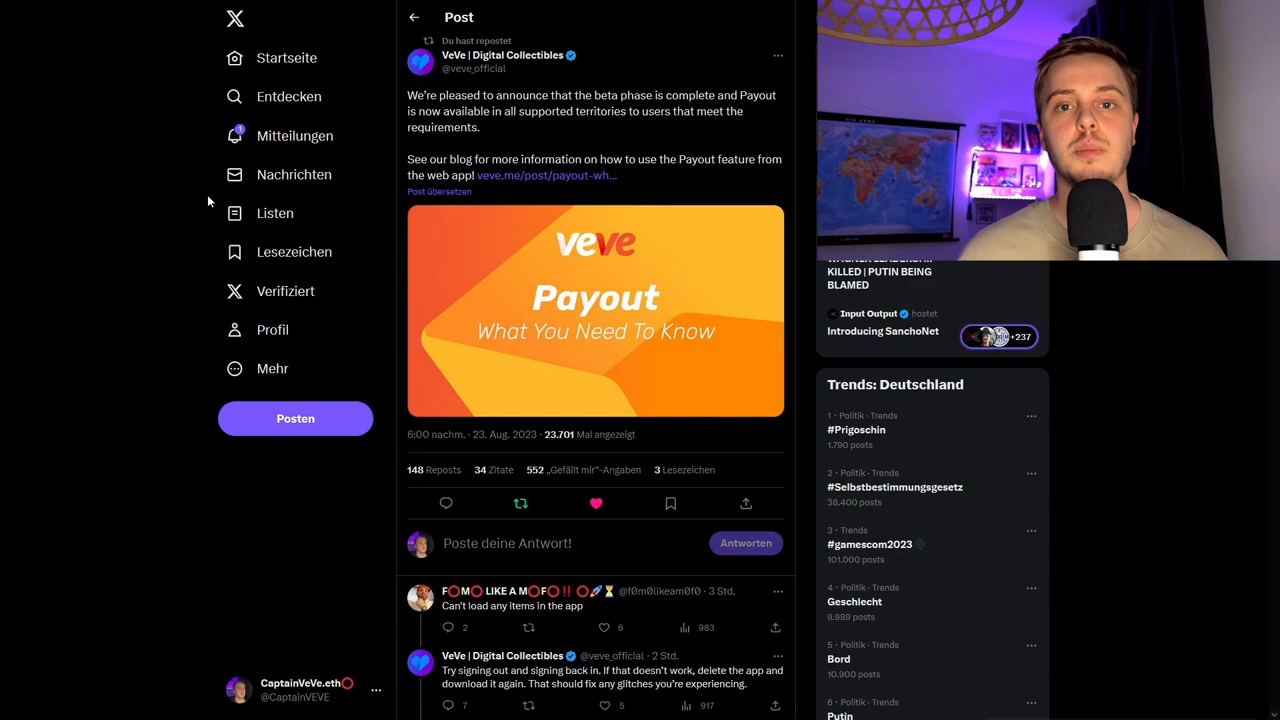 Startseite
Entdecken
1
Mitteilungen
Nachrichten
Listen
Lesezeichen
Verifiziert
Profil
Mehr
Posten
CaptainVeVe.eth⭕
@CaptainVEVE
Post
Du hast repostet
VeVe | Digital Collectibles
@veve_official
We're pleased to announce that the beta phase is complete and Payout
is now available in all supported territories to users that meet the
requirements.
See our blog for more information on how to use the Payout feature from
the web app! veve.me/post/payout-wh...
Post übersetzen
veve
Payout
What You Need To Know
6:00 nachm. · 23. Aug. 2023 · 23.701 Mal angezeigt
148 Reposts 34 Zitate 552 „Gefällt mir“-Angaben 3 Lesezeichen
Poste deine Antwort!
Antworten
F⭕M⭕ LIKE A M⭕F⭕‼️ ⭕🚀⏳ @f0m0likeam0f0 · 3 Std.
Can't load any items in the app
2 6 983
VeVe | Digital Collectibles @veve_official · 2 Std.
Try signing out and signing back in. If that doesn't work, delete the app and
download it again. That should fix any glitches you're experiencing.
7 5 917
KILLED | PUTIN BEING
BLAMED
Input Output hostet
Introducing SanchoNet
+237
Trends: Deutschland
1 · Politik · Trends
#Prigoschin
1.790 posts
2 · Politik · Trends
#Selbstbestimmungsgesetz
38.400 posts
3 · Trends
#gamescom2023
101.000 posts
4 · Politik · Trends
Geschlecht
9.989 posts
5 · Politik · Trends
Bord
10.900 posts
6 · Politik · Trends
Putin